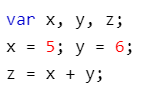 var x, y, z;
x = 5; y = 6;
z = x + y;